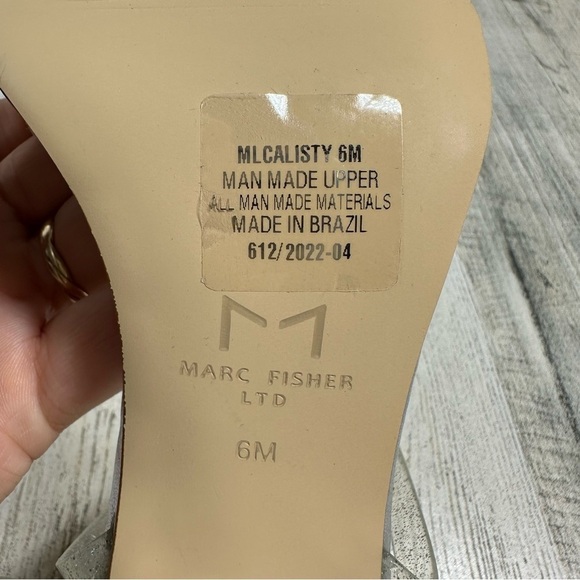 MLCALISTY 6M
MAN MADE UPPER
ALL MAN MADE MATERIALS
MADE IN BRAZIL
612/2022-04
MARC FISHER
LTD
6M